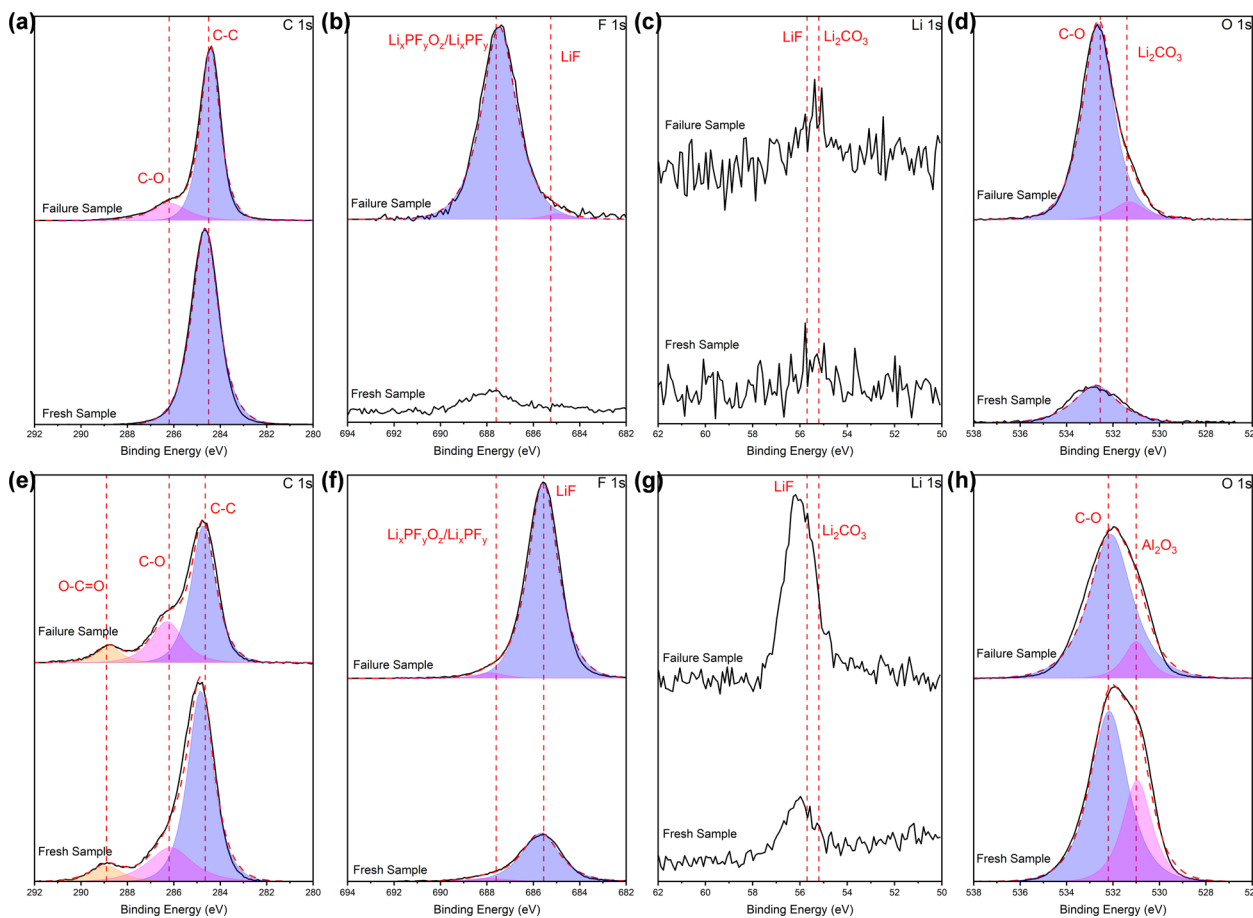 (a) C 1s
C-C
C-O
Failure Sample
Fresh Sample
292 290 288 286 284 282 280
Binding Energy (eV)
(b) F 1s
LiₓPFᵧO_z/LiₓPFᵧ
LiF
Failure Sample
Fresh Sample
694 692 690 688 686 684 682
Binding Energy (eV)
(c) Li 1s
LiF
Li₂CO₃
Failure Sample
Fresh Sample
62 60 58 56 54 52 50
Binding Energy (eV)
(d) O 1s
C-O
Li₂CO₃
Failure Sample
Fresh Sample
538 536 534 532 530 52
Binding Energy (eV)
(e) C 1s
C-C
C-O
O-C=O
Failure Sample
Fresh Sample
292 290 288 286 284 282 280
Binding Energy (eV)
(f) F 1s
LiF
LiₓPFᵧO_z/LiₓPFᵧ
Failure Sample
Fresh Sample
694 692 690 688 686 684 682
Binding Energy (eV)
(g) Li 1s
LiF
Li₂CO₃
Failure Sample
Fresh Sample
62 60 58 56 54 52 50
Binding Energy (eV)
(h) O 1s
C-O
Al₂O₃
Failure Sample
Fresh Sample
538 536 534 532 530 52
Binding Energy (eV)